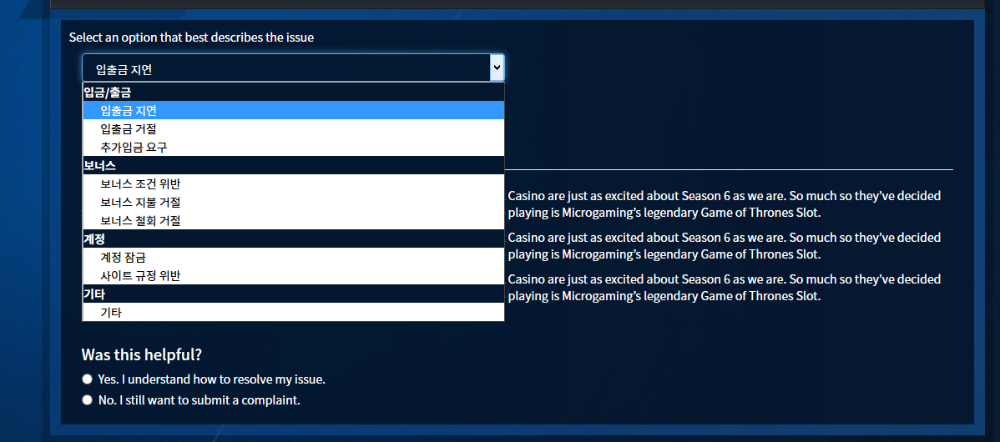 Select an option that best describes the issue
입출금 지연
입금/출금
입출금 지연
입출금 거절
추가입금 요구
보너스
보너스 조건 위반
보너스 지불 거절
보너스 철회 거절
계정
계정 잠금
사이트 규정 위반
기타
기타
Casino are just as excited about Season 6 as we are. So much so they’ve decided
playing is Microgaming’s legendary Game of Thrones Slot.
Casino are just as excited about Season 6 as we are. So much so they’ve decided
playing is Microgaming’s legendary Game of Thrones Slot.
Casino are just as excited about Season 6 as we are. So much so they’ve decided
playing is Microgaming’s legendary Game of Thrones Slot.
Was this helpful?
Yes. I understand how to resolve my issue.
No. I still want to submit a complaint.